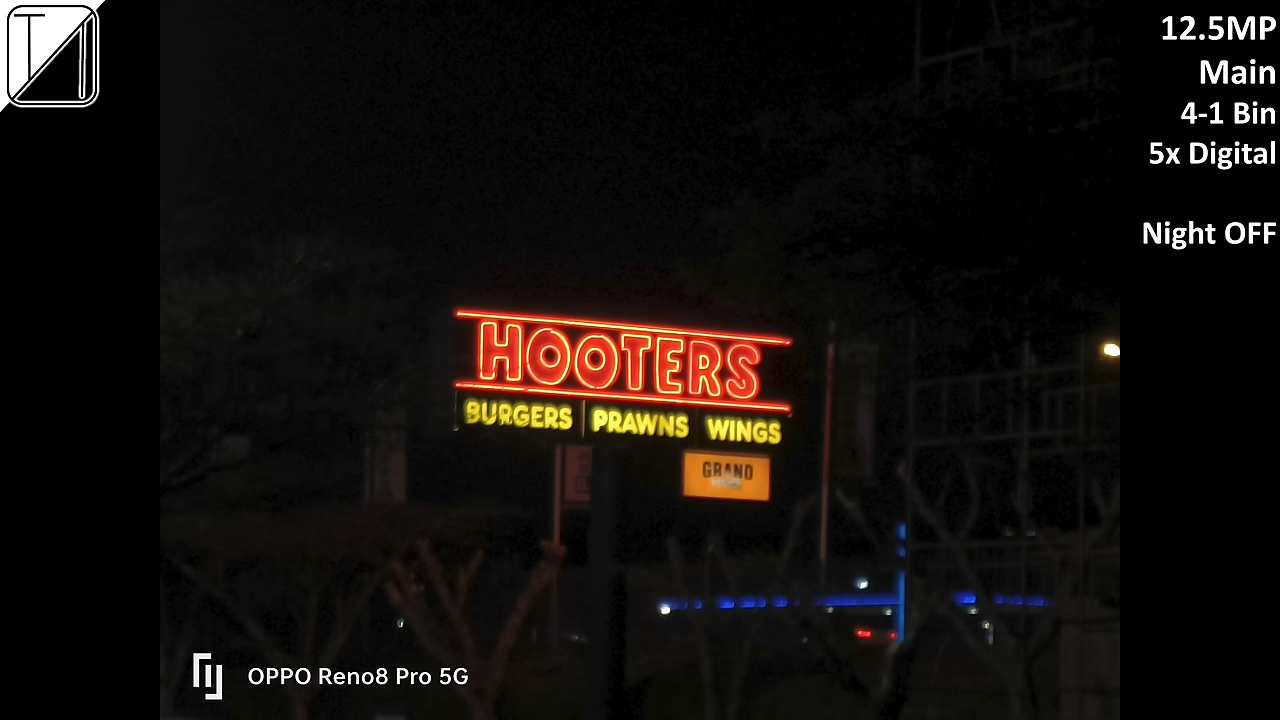 12.5MP
Main
4-1 Bin
5x Digital
Night OFF
HOOTERS
BURGERS PRAWNS WINGS
GRAND
OPPO Reno8 Pro 5G